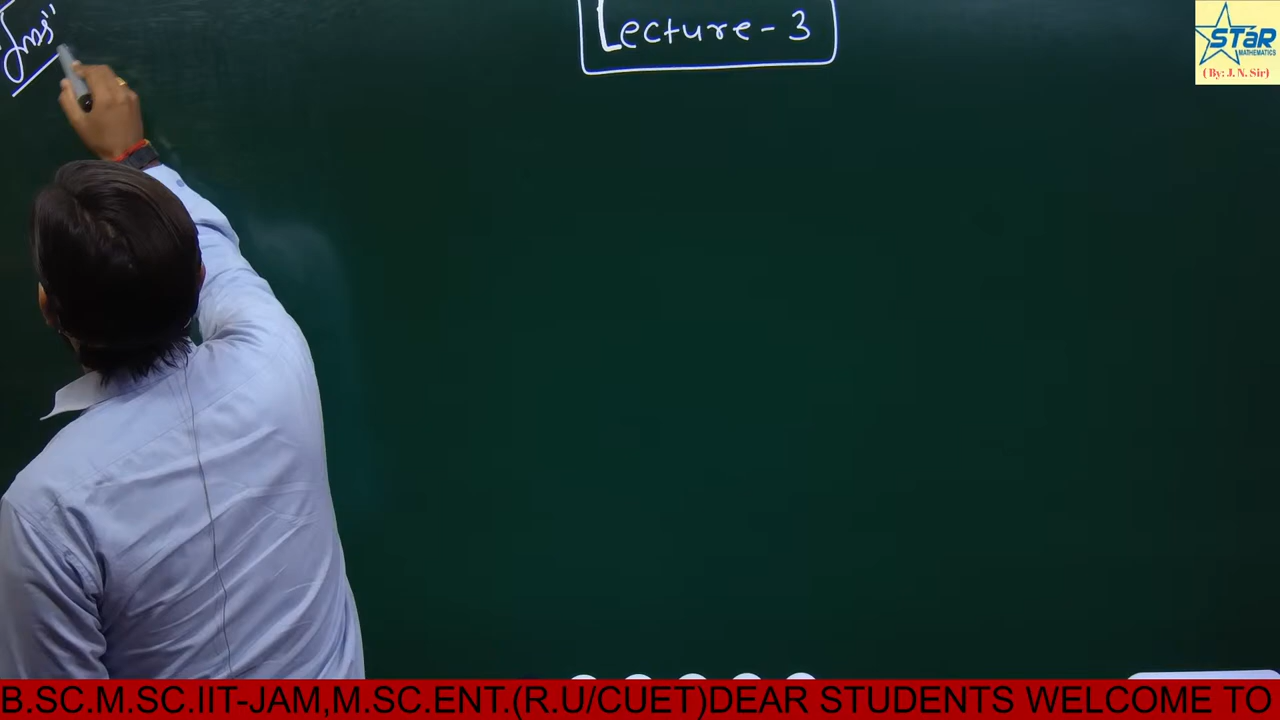 Lecture - 3
STaR
MATHEMATICS
( By: J. N. Sir)
B.SC.M.SC.IIT-JAM,M.SC.ENT.(R.U/CUET)DEAR STUDENTS WELCOME TO